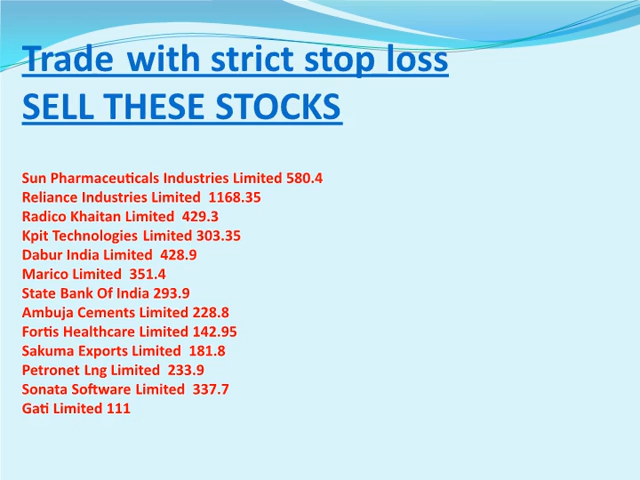 Trade with strict stop loss
SELL THESE STOCKS
Sun Pharmaceuticals Industries Limited 580.4
Reliance Industries Limited 1168.35
Radico Khaitan Limited 429.3
Kpit Technologies Limited 303.35
Dabur India Limited 428.9
Marico Limited 351.4
State Bank Of India 293.9
Ambuja Cements Limited 228.8
Fortis Healthcare Limited 142.95
Sakuma Exports Limited 181.8
Petronet Lng Limited 233.9
Sonata Software Limited 337.7
Gati Limited 111